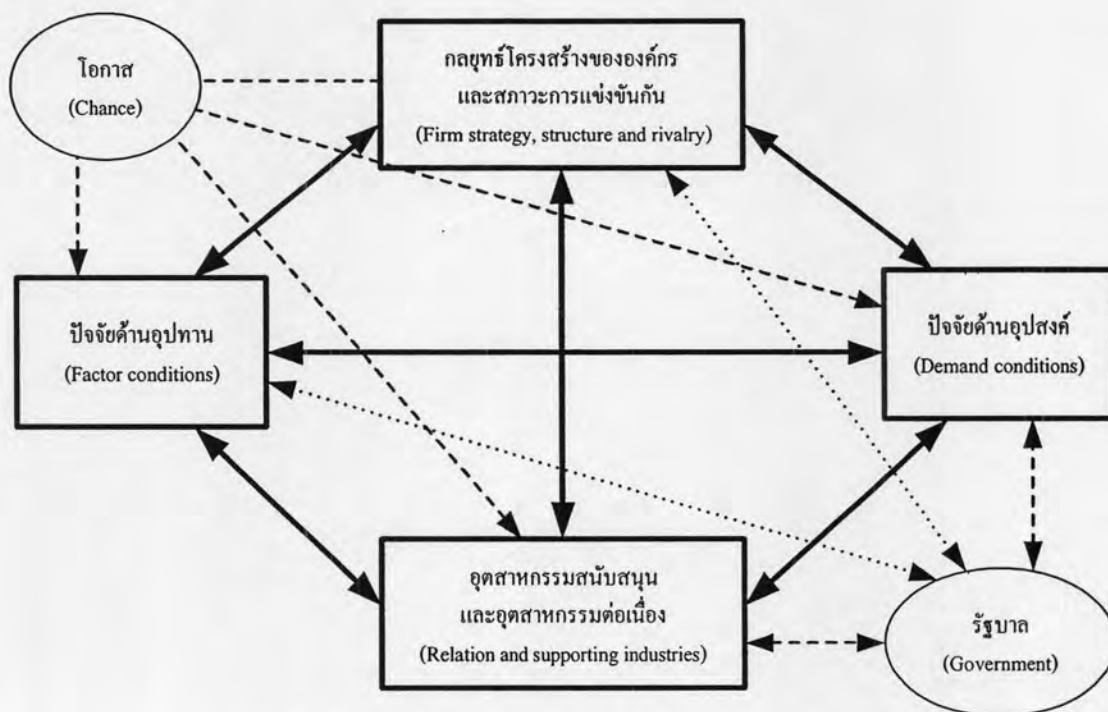 โอกาส
(Chance)
กลยุทธ์โครงสร้างขององค์กร
และสภาวะการแข่งขันกัน
(Firm strategy, structure and rivalry)
ปัจจัยด้านอุปทาน
(Factor conditions)
ปัจจัยด้านอุปสงค์
(Demand conditions)
อุตสาหกรรมสนับสนุน
และอุตสาหกรรมต่อเนื่อง
(Relation and supporting industries)
รัฐบาล
(Government)